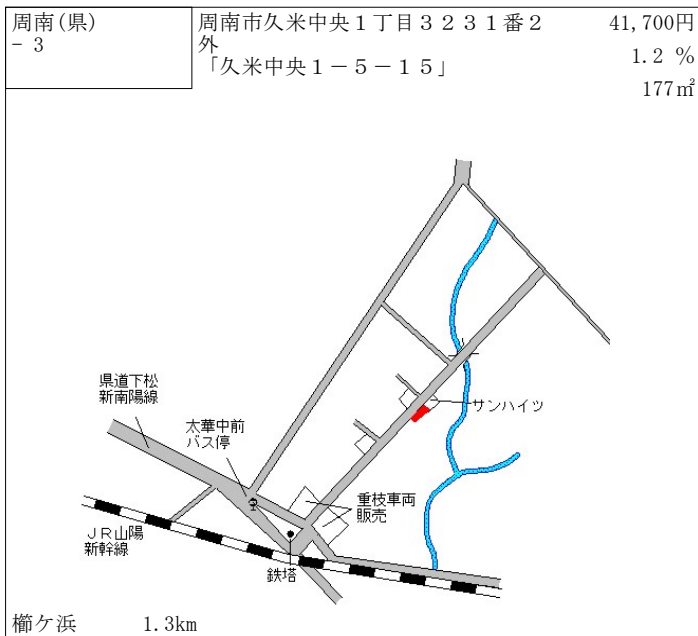 周南(県)
- 3
周南市久米中央１丁目３２３１番２
外
「久米中央１－５－１５」
41,700円
1.2 %
177㎡
県道下松
新南陽線
太華中前
バス停
サンハイツ
重枝車両
販売
ＪＲ山陽
新幹線
鉄塔
櫛ケ浜 1.3km